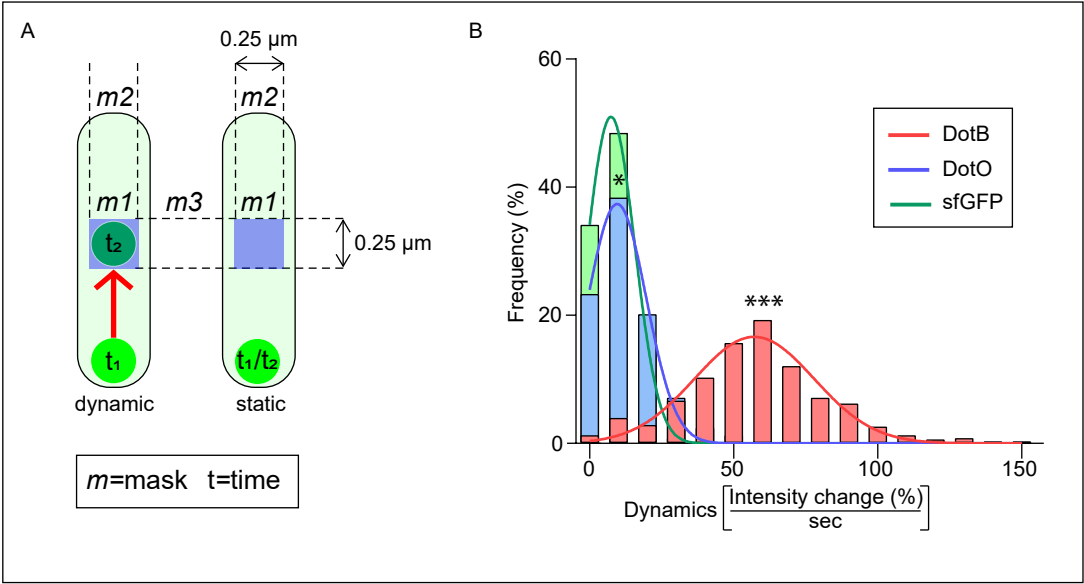 A
0.25 µm
m2
m2
m1
m3
m1
t₂
0.25 µm
t₁
t₁/t₂
dynamic
static
m=mask t=time
B
60
40
20
0
Frequency (%)
*
***
DotB
DotO
sfGFP
0
50
100
150
Dynamics
Intensity change (%)
sec